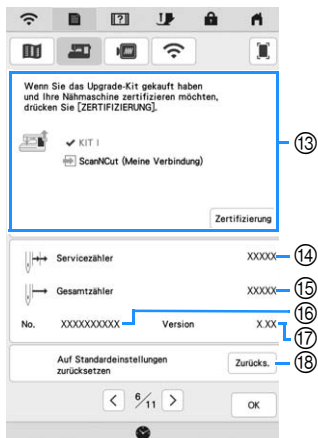 Wenn Sie das Upgrade-Kit gekauft haben
und Ihre Nähmaschine zertifizieren möchten,
drücken Sie [ZERTIFIZIERUNG].
✔ KIT I
ScanNCut (Meine Verbindung)
⑬
Zertifizierung
Servicezähler XXXXX ⑭
Gesamtzähler XXXXX ⑮
⑯
No. XXXXXXXXXX Version X.XX
⑰
Auf Standardeinstellungen
zurücksetzen
Zurücks. ⑱
< 6/11 >
OK